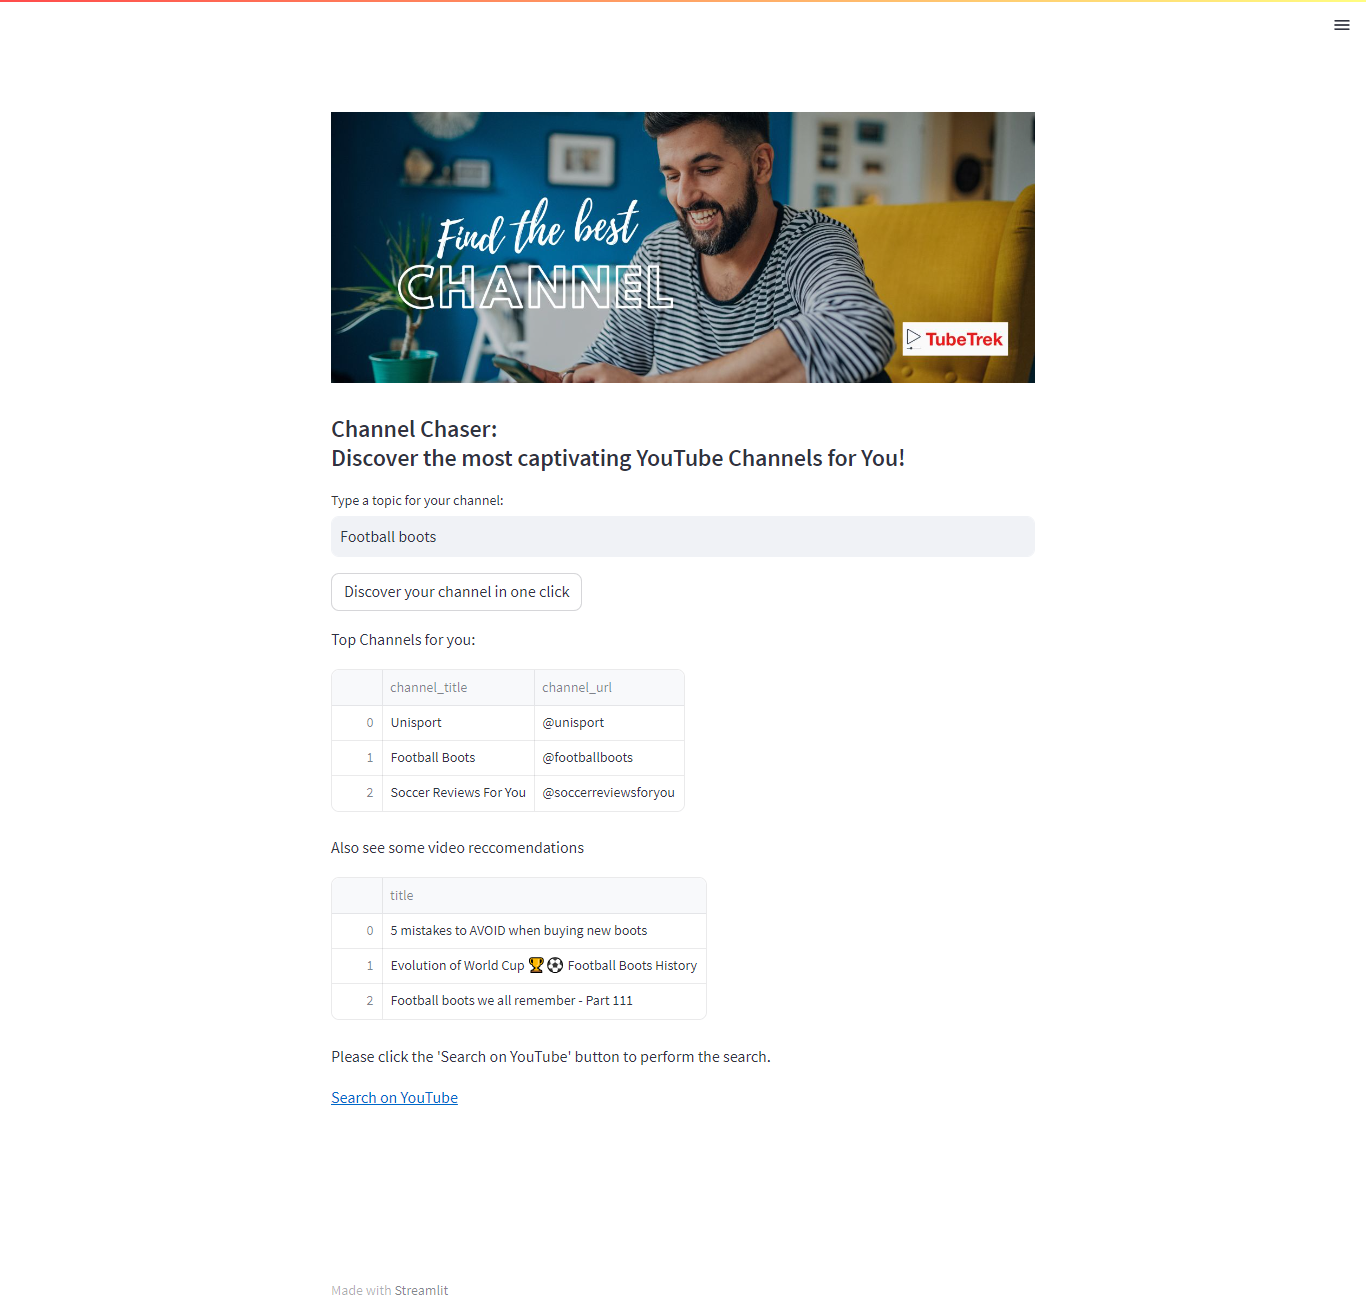 Find the best
CHANNEL
TubeTrek
Channel Chaser:
Discover the most captivating YouTube Channels for You!
Type a topic for your channel:
Football boots
Discover your channel in one click
Top Channels for you:
channel_title channel_url
0 Unisport @unisport
1 Football Boots @footballboots
2 Soccer Reviews For You @soccerreviewsforyou
Also see some video reccomendations
title
0 5 mistakes to AVOID when buying new boots
1 Evolution of World Cup 🏆⚽ Football Boots History
2 Football boots we all remember - Part 111
Please click the 'Search on YouTube' button to perform the search.
Search on YouTube
Made with Streamlit